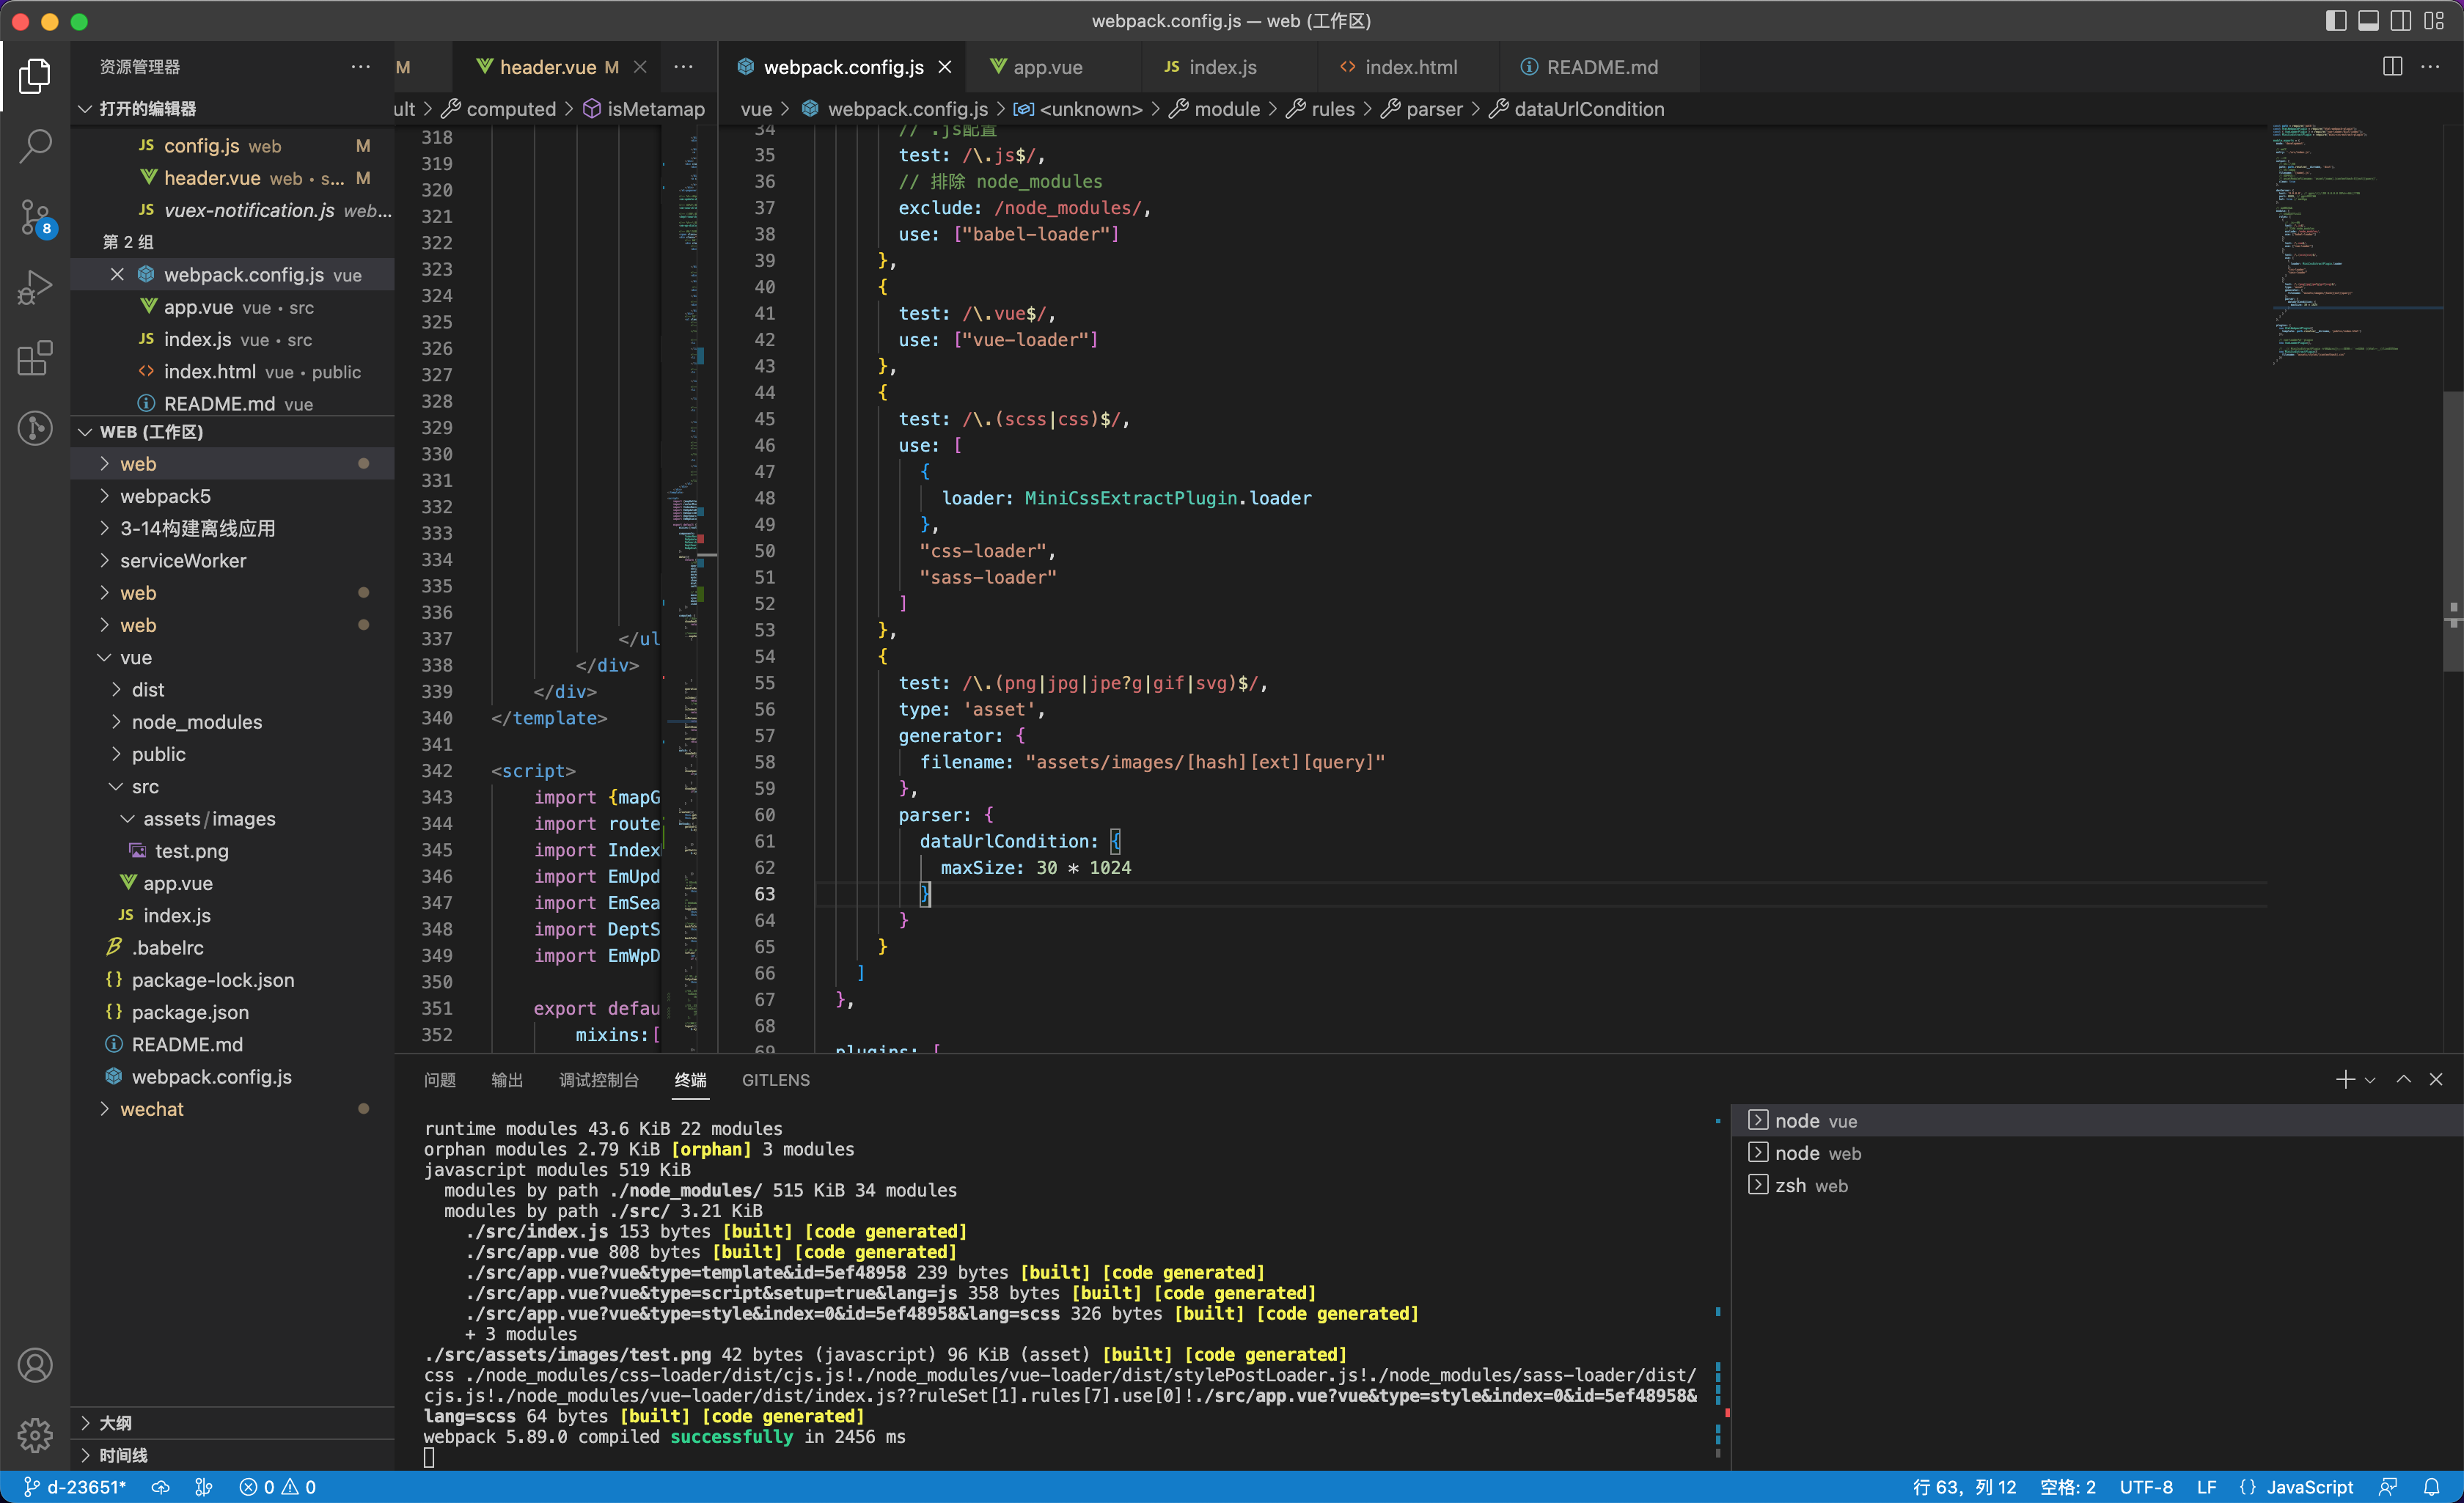 webpack.config.js — web (工作区)
资源管理器
打开的编辑器
JS config.js web M
header.vue web • s... M
JS vuex-notification.js web...
第 2 组
webpack.config.js vue
app.vue vue • src
JS index.js vue • src
<> index.html vue • public
README.md vue
WEB (工作区)
web
webpack5
3-14构建离线应用
serviceWorker
web
web
vue
dist
node_modules
public
src
assets/images
test.png
app.vue
JS index.js
.babelrc
{} package-lock.json
{} package.json
README.md
webpack.config.js
wechat
大纲
时间线
8
M
header.vue M
ult > computed > isMetamap
318
319
320
321
322
323
324
325
326
327
328
329
330
331
332
333
334
335
336
337 </ul
338 </div>
339 </div>
340 </template>
341
342 <script>
343 import {mapG
344 import route
345 import Index
346 import EmUpd
347 import EmSea
348 import DeptS
349 import EmWpD
350
351 export defau
352 mixins:[
webpack.config.js
app.vue
JS index.js
<> index.html
README.md
vue > webpack.config.js > <unknown> > module > rules > parser > dataUrlCondition
34 // .js配置
35 test: /\.js$/,
36 // 排除 node_modules
37 exclude: /node_modules/,
38 use: ["babel-loader"]
39 },
40 {
41 test: /\.vue$/,
42 use: ["vue-loader"]
43 },
44 {
45 test: /\.(scss|css)$/,
46 use: [
47 {
48 loader: MiniCssExtractPlugin.loader
49 },
50 "css-loader",
51 "sass-loader"
52 ]
53 },
54 {
55 test: /\.(png|jpg|jpe?g|gif|svg)$/,
56 type: 'asset',
57 generator: {
58 filename: "assets/images/[hash][ext][query]"
59 },
60 parser: {
61 dataUrlCondition: {
62 maxSize: 30 * 1024
63 }
64 }
65 }
66 ]
67 },
68
69 plugins: [
问题 输出 调试控制台 终端 GITLENS
runtime modules 43.6 KiB 22 modules
orphan modules 2.79 KiB [orphan] 3 modules
javascript modules 519 KiB
modules by path ./node_modules/ 515 KiB 34 modules
modules by path ./src/ 3.21 KiB
./src/index.js 153 bytes [built] [code generated]
./src/app.vue 808 bytes [built] [code generated]
./src/app.vue?vue&type=template&id=5ef48958 239 bytes [built] [code generated]
./src/app.vue?vue&type=script&setup=true&lang=js 358 bytes [built] [code generated]
./src/app.vue?vue&type=style&index=0&id=5ef48958&lang=scss 326 bytes [built] [code generated]
+ 3 modules
./src/assets/images/test.png 42 bytes (javascript) 96 KiB (asset) [built] [code generated]
css ./node_modules/css-loader/dist/cjs.js!./node_modules/vue-loader/dist/stylePostLoader.js!./node_modules/sass-loader/dist/
cjs.js!./node_modules/vue-loader/dist/index.js??ruleSet[1].rules[7].use[0]!./src/app.vue?vue&type=style&index=0&id=5ef48958&
lang=scss 64 bytes [built] [code generated]
webpack 5.89.0 compiled successfully in 2456 ms
node vue
node web
zsh web
d-23651* 0 0
行 63, 列 12 空格: 2 UTF-8 LF {} JavaScript